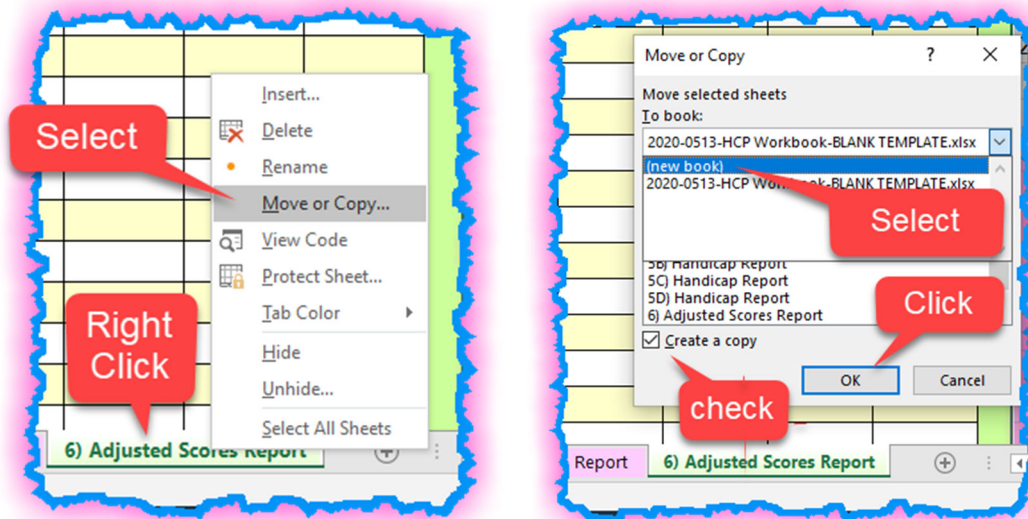 Insert...
Select
Delete
Rename
Move or Copy...
View Code
Protect Sheet...
Right
Click
Tab Color
Hide
Unhide...
Select All Sheets
6) Adjusted Scores Report
Move or Copy ?
Move selected sheets
To book:
2020-0513-HCP Workbook-BLANK TEMPLATE.xlsx
(new book)
2020-0513-HCP Workbook-BLANK TEMPLATE.xlsx
Select
5B) Handicap Report
5C) Handicap Report
5D) Handicap Report
6) Adjusted Scores Report
Click
Create a copy
OK Cancel
check
Report 6) Adjusted Scores Report